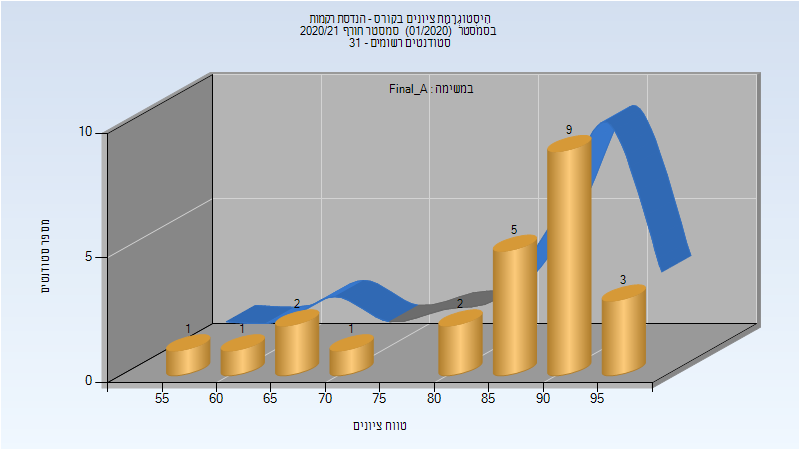 היסטוגרמת ציונים בקורס - הנדסת רקמות
בסמסטר (01/2020) סמסטר חורף 2020/21
סטודנטים רשומים - 31
במשימה : Final_A
מספר סטודנטים
10
5
0
1
1
2
1
2
5
9
3
55 60 65 70 75 80 85 90 95
טווח ציונים